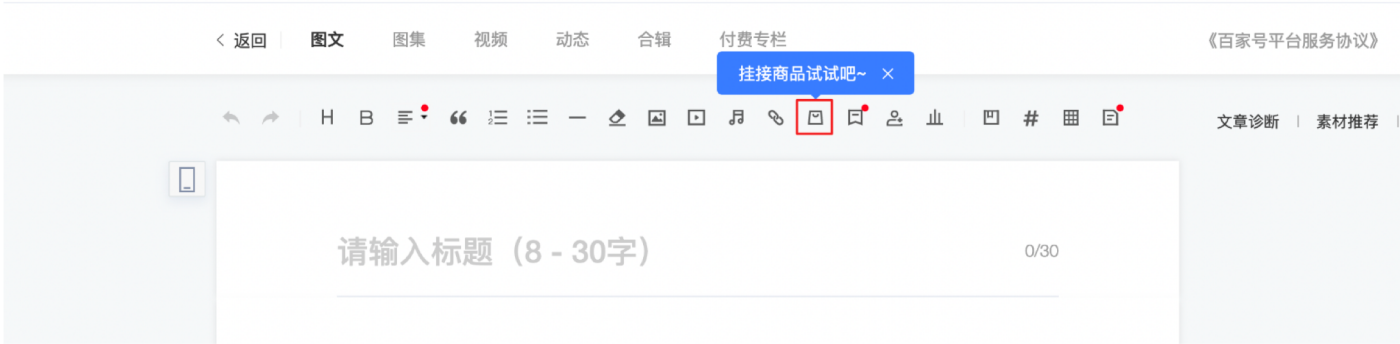 返回 图文 图集 视频 动态 合辑 付费专栏 《百家号平台服务协议》
挂接商品试试吧~
H B
文章诊断 素材推荐
请输入标题（8 - 30字） 0/30